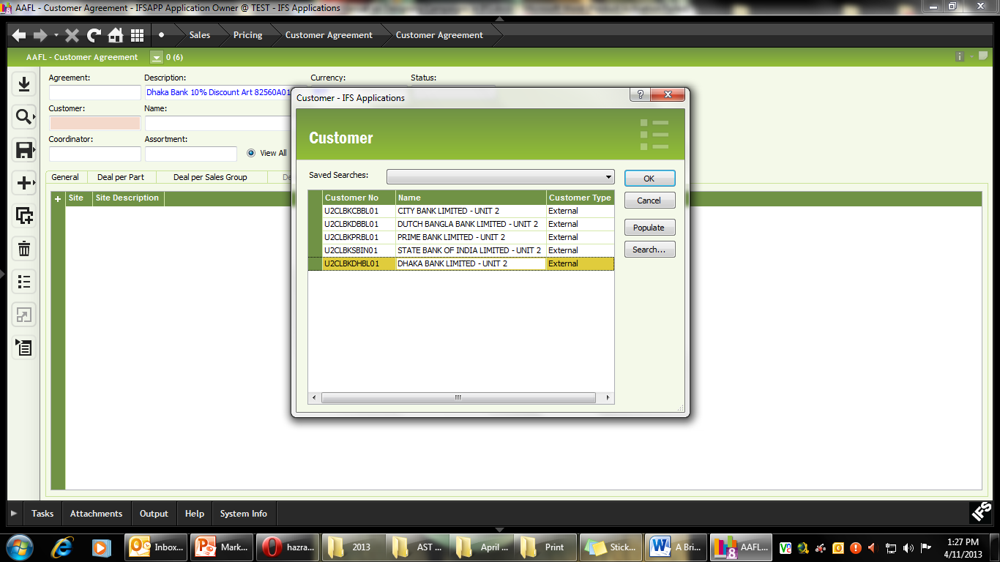 AAFL - Customer Agreement - IFSAPP Application Owner @ TEST - IFS Applications
Sales Pricing Customer Agreement Customer Agreement
AAFL - Customer Agreement 0 (6)
Agreement: Description: Currency: Status:
Dhaka Bank 10% Discount Art 82560A01
Customer: Name:
Coordinator: Assortment:
View All
General Deal per Part Deal per Sales Group De
Site Site Description
Customer - IFS Applications
Customer
Saved Searches:
OK
Cancel
Populate
Search...
Customer No Name Customer Type
U2CLBKCBBL01 CITY BANK LIMITED - UNIT 2 External
U2CLBKDBBL01 DUTCH BANGLA BANK LIMITED - UNIT 2 External
U2CLBKPRBL01 PRIME BANK LIMITED - UNIT 2 External
U2CLBKSBIN01 STATE BANK OF INDIA LIMITED - UNIT 2 External
U2CLBKDHBL01 DHAKA BANK LIMITED - UNIT 2 External
Tasks Attachments Output Help System Info
IFS
Inbox... Mark... hazra... 2013 AST ... April ... Print Stick... A Bri... AAFL...
1:27 PM
4/11/2013